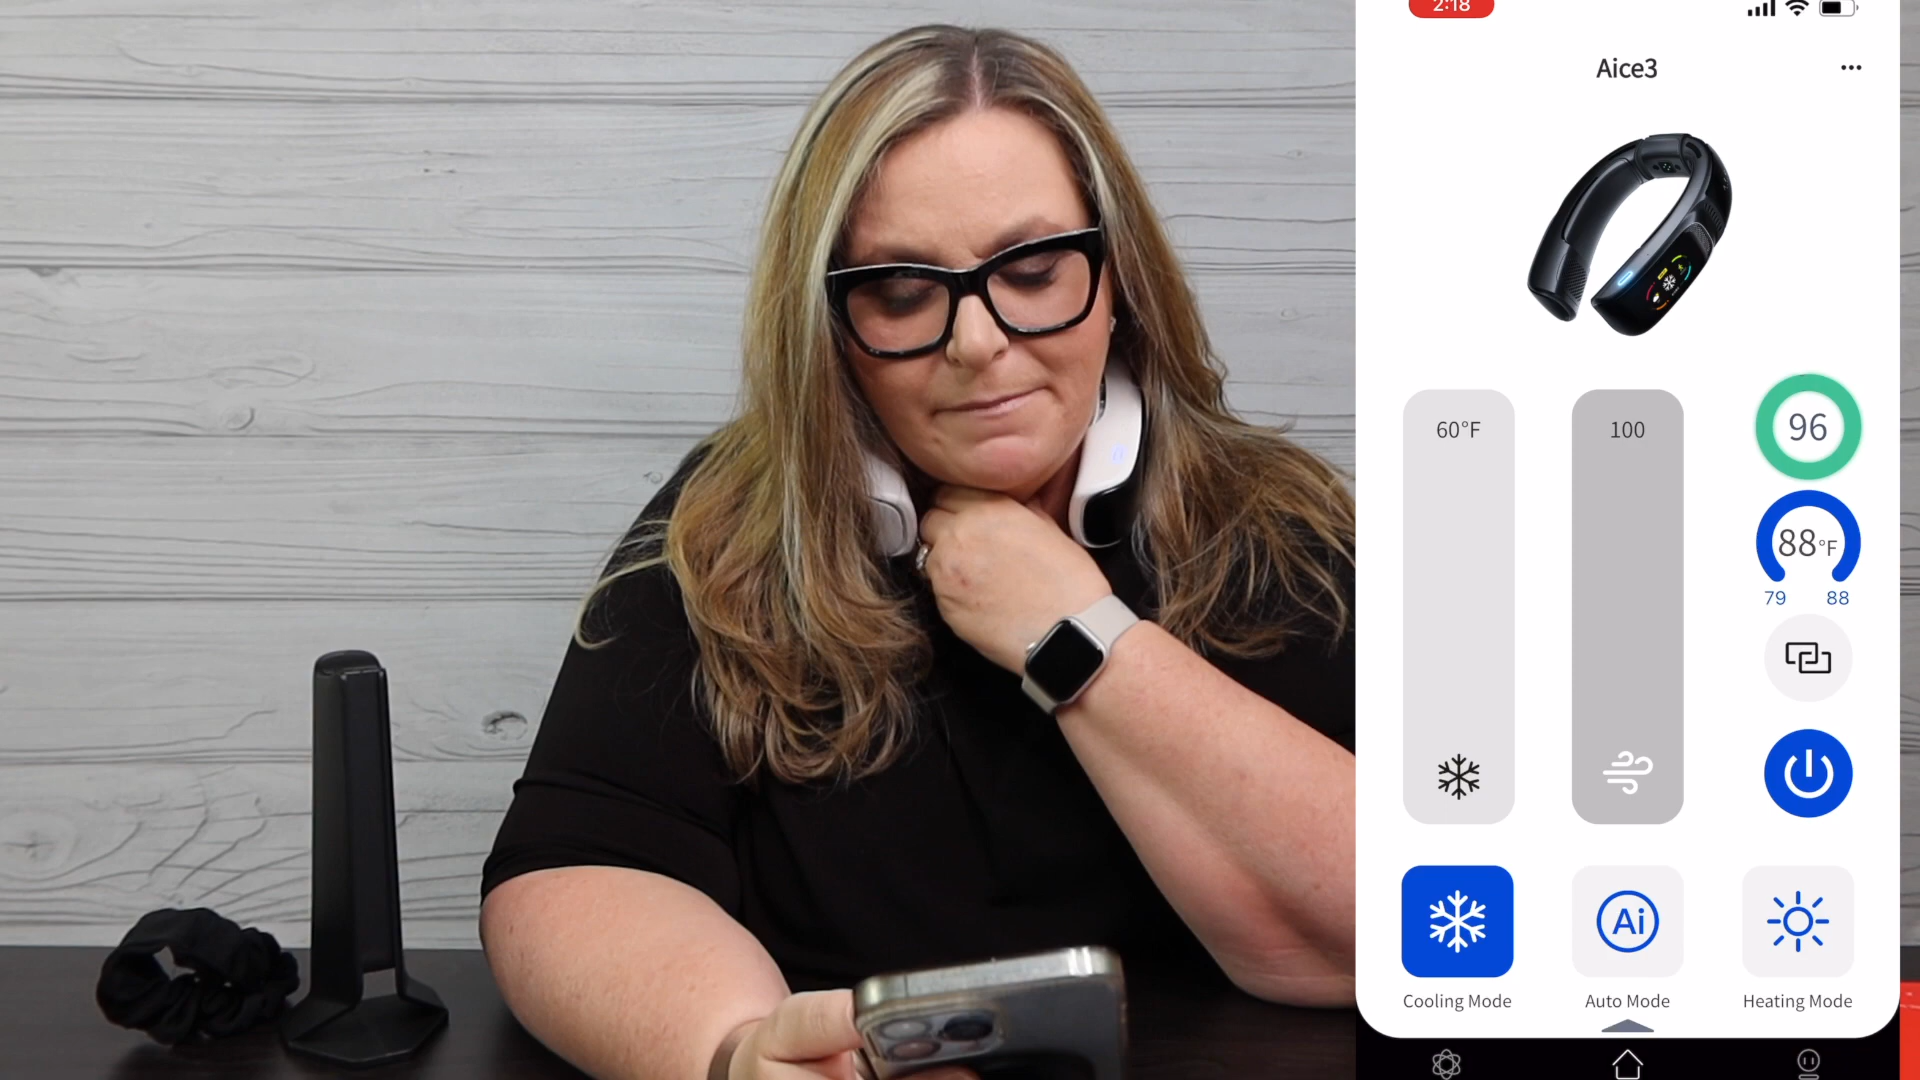 2:18
Aice3
60°F
100
96
88°F
79 88
Ai
Cooling Mode
Auto Mode
Heating Mode